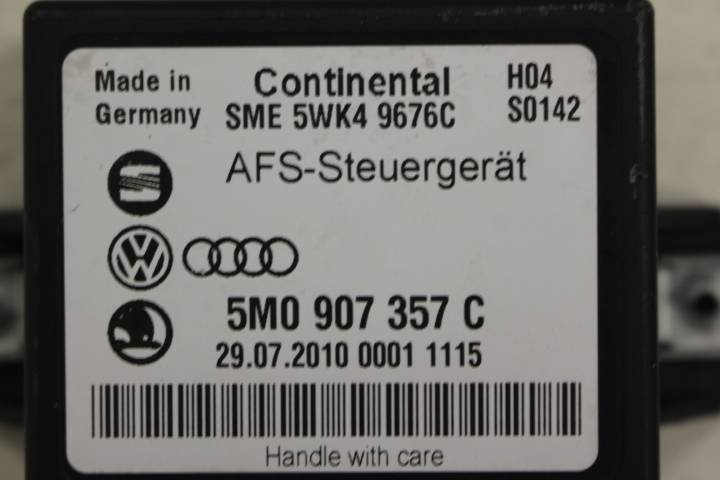 Made in Continental H04
Germany SME 5WK4 9676C S0142
AFS-Steuergerät
5M0 907 357 C
29.07.2010 0001 1115
Handle with care